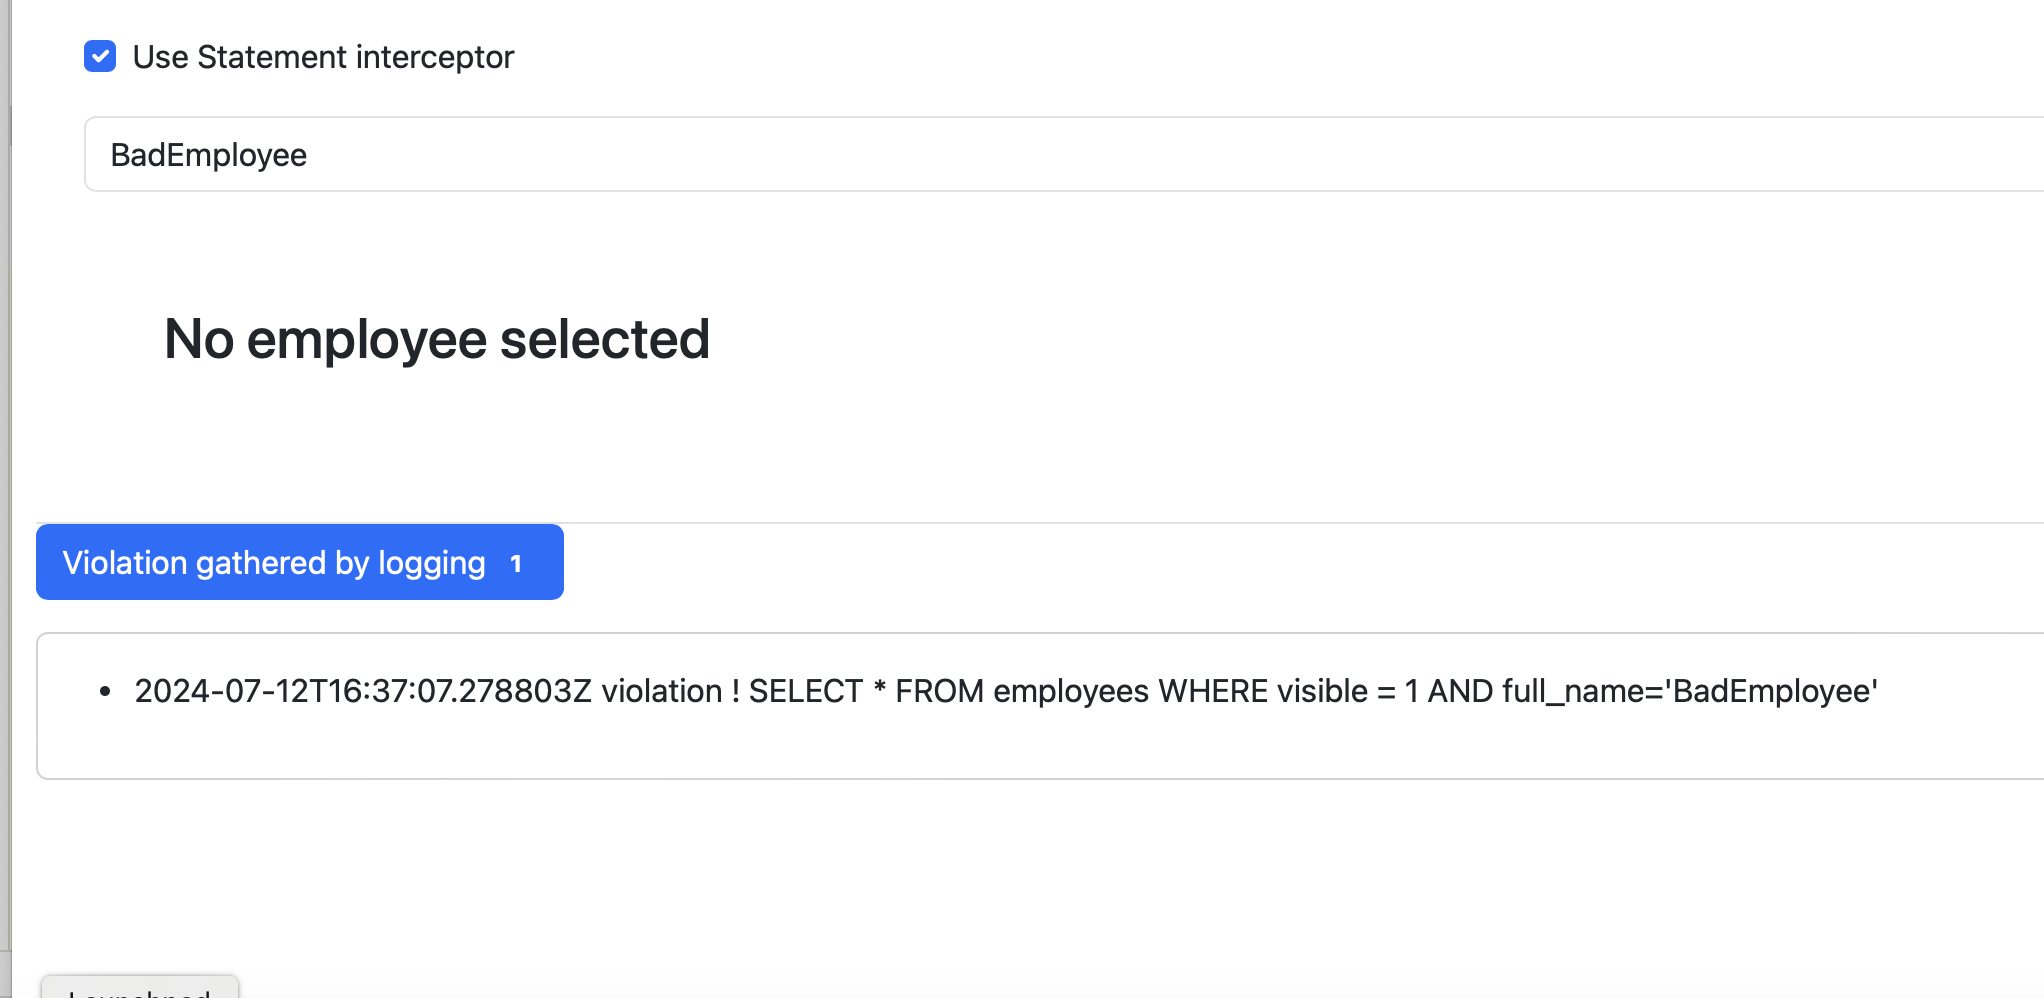 Use Statement interceptor
BadEmployee
No employee selected
Violation gathered by logging 1
• 2024-07-12T16:37:07.278803Z violation ! SELECT * FROM employees WHERE visible = 1 AND full_name='BadEmployee'
Launchpad